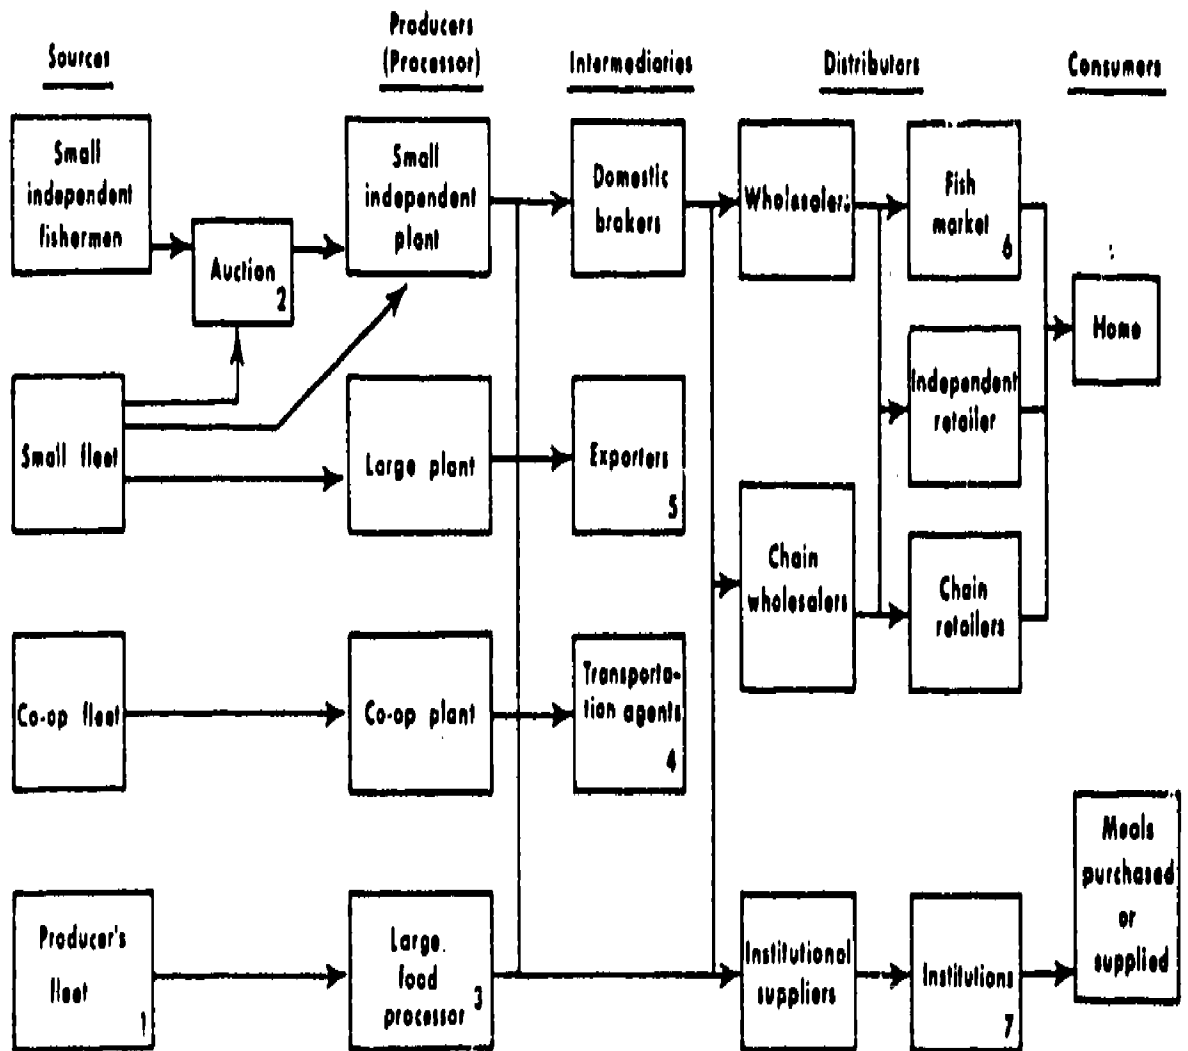 Sources
Producers
(Processor)
Intermediaries
Distributors
Consumers
Small
independent
fishermen
Auction
2
Small
independent
plant
Domestic
brokers
Wholesalers
Fish
market
6
Home
Small fleet
Large plant
Exporters
5
Independent
retailer
Chain
wholesalers
Chain
retailers
Co-op fleet
Co-op plant
Transporta-
tion agents
4
Producer's
fleet
1
Large
food
processor
3
Institutional
suppliers
Institutions
7
Meals
purchased
or
supplied